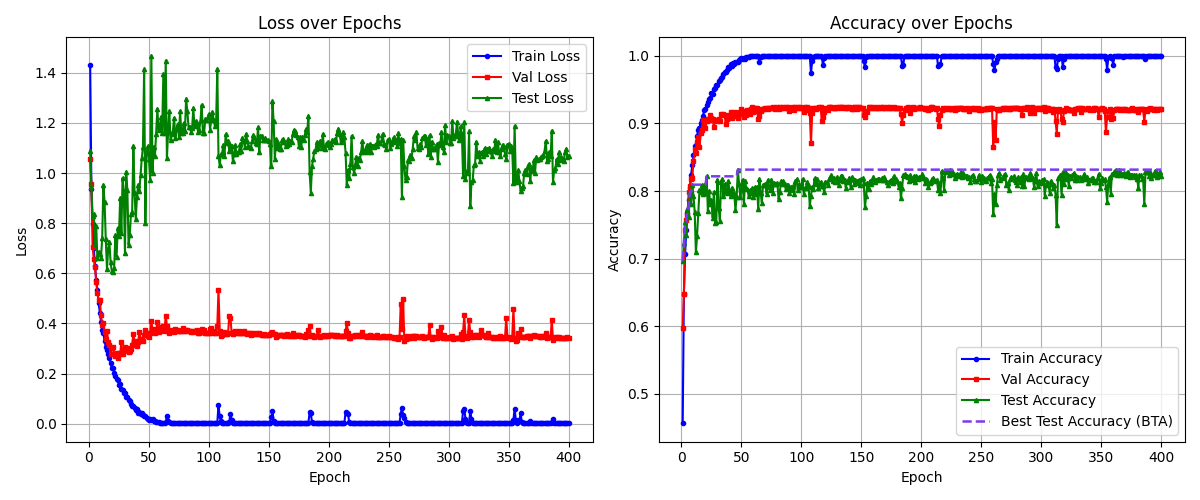 Loss over Epochs
Loss
1.4
1.2
1.0
0.8
0.6
0.4
0.2
0.0
0 50 100 150 200 250 300 350 400
Epoch
Train Loss
Val Loss
Test Loss
Accuracy over Epochs
Accuracy
1.0
0.9
0.8
0.7
0.6
0.5
0 50 100 150 200 250 300 350 400
Epoch
Train Accuracy
Val Accuracy
Test Accuracy
Best Test Accuracy (BTA)